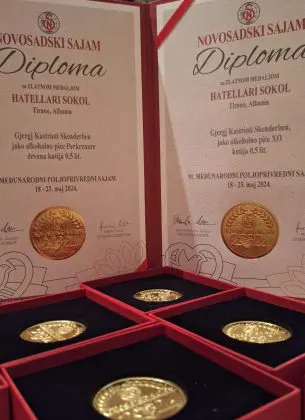 NOVOSADSKI SAJAM
Diploma
sa ZLATNOM MEDALJOM
HATELLARI SOKOL
Tirana, Albania
Gjergj Kastrioti Skenderbeu,
jako alkoholno piće Perkrenare
drvena kutija 0,5 lit.
91. MEĐUNARODNI POLJOPRIVREDNI SAJAM
18 - 23. maj 2024.
NOVOSADSKI SAJAM
Diploma
sa ZLATNOM MEDALJOM
HATELLARI SOKOL
Tirana, Albania
Gjergj Kastrioti Skenderbeu,
jako alkoholno piće XO
kutija 0,5 lit.
91. MEĐUNARODNI POLJOPRIVREDNI SAJAM
18 - 23. maj 2024.